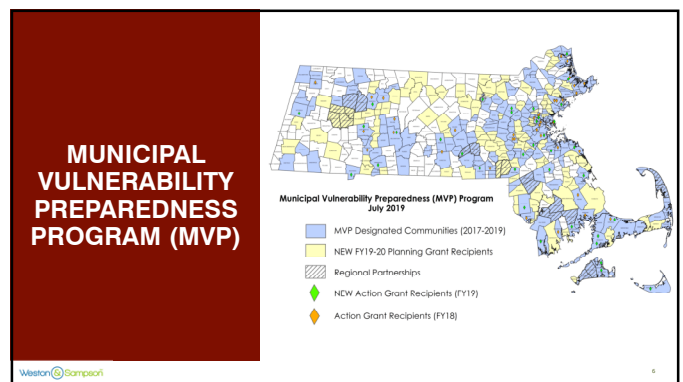 MUNICIPAL
VULNERABILITY
PREPAREDNESS
PROGRAM (MVP)
Municipal Vulnerability Preparedness (MVP) Program
July 2019
MVP Designated Communities (2017-2019)
NEW FY19-20 Planning Grant Recipients
Regional Partnerships
NEW Action Grant Recipients (FY19)
Action Grant Recipients (FY18)
Weston & Sampson
6